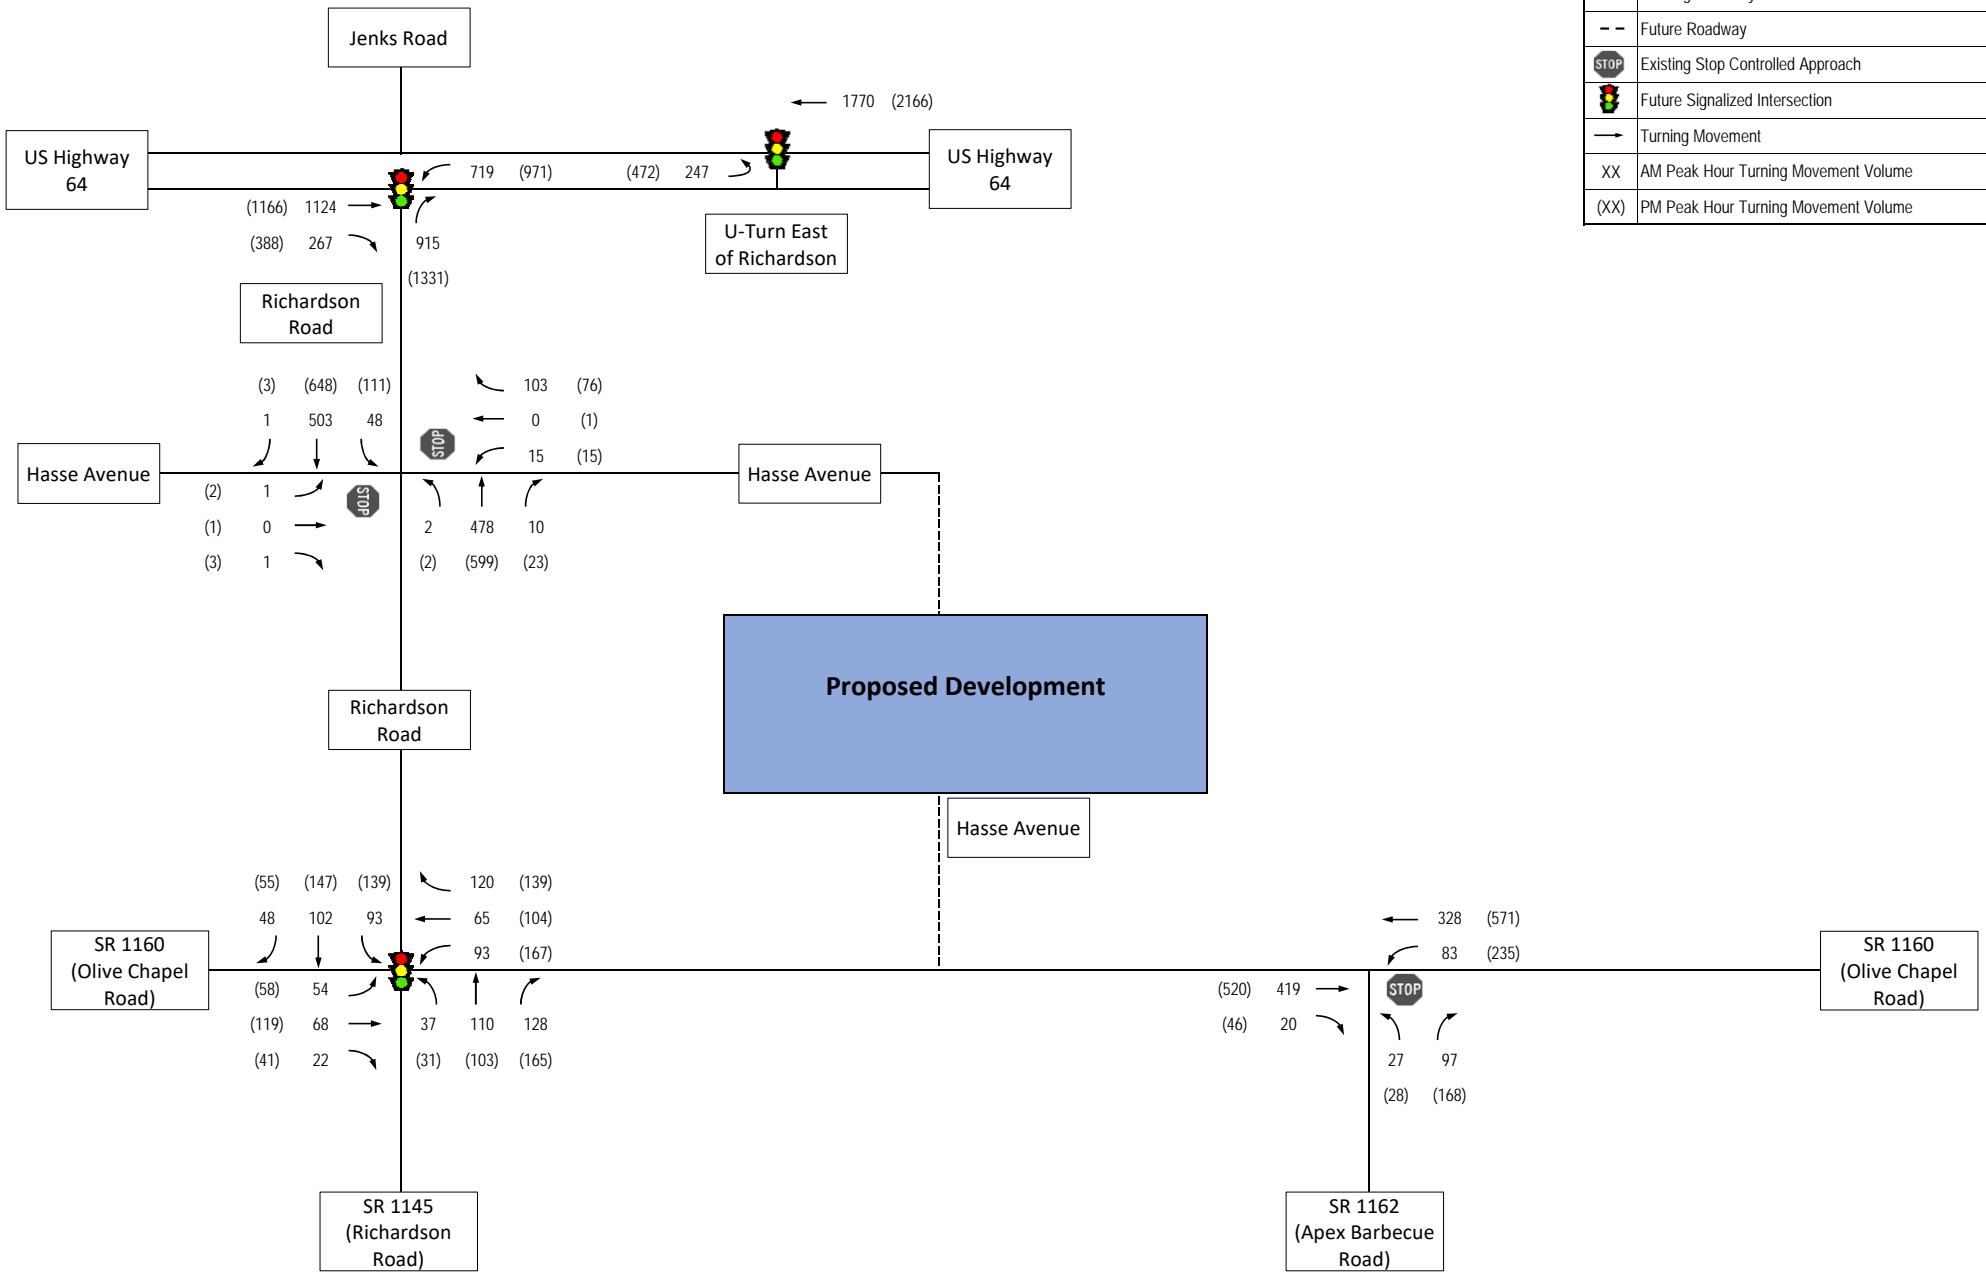 Future Roadway
STOP Existing Stop Controlled Approach
Future Signalized Intersection
Turning Movement
XX AM Peak Hour Turning Movement Volume
(XX) PM Peak Hour Turning Movement Volume
Jenks Road
1770 (2166)
US Highway
64
719 (971) (472) 247
US Highway
64
(1166) 1124
(388) 267 915
(1331)
U-Turn East
of Richardson
Richardson
Road
(3) (648) (111) 103 (76)
1 503 48 0 (1)
STOP
15 (15)
Hasse Avenue
Hasse Avenue
(2) 1
STOP
(1) 0 2 478 10
(3) 1 (2) (599) (23)
Proposed Development
Richardson
Road
Hasse Avenue
(55) (147) (139) 120 (139)
48 102 93 65 (104)
93 (167)
SR 1160
(Olive Chapel
Road)
(58) 54
(119) 68 37 110 128
(41) 22 (31) (103) (165)
328 (571)
83 (235)
SR 1160
(Olive Chapel
Road)
(520) 419 STOP
(46) 20
27 97
(28) (168)
SR 1145
(Richardson
Road)
SR 1162
(Apex Barbecue
Road)